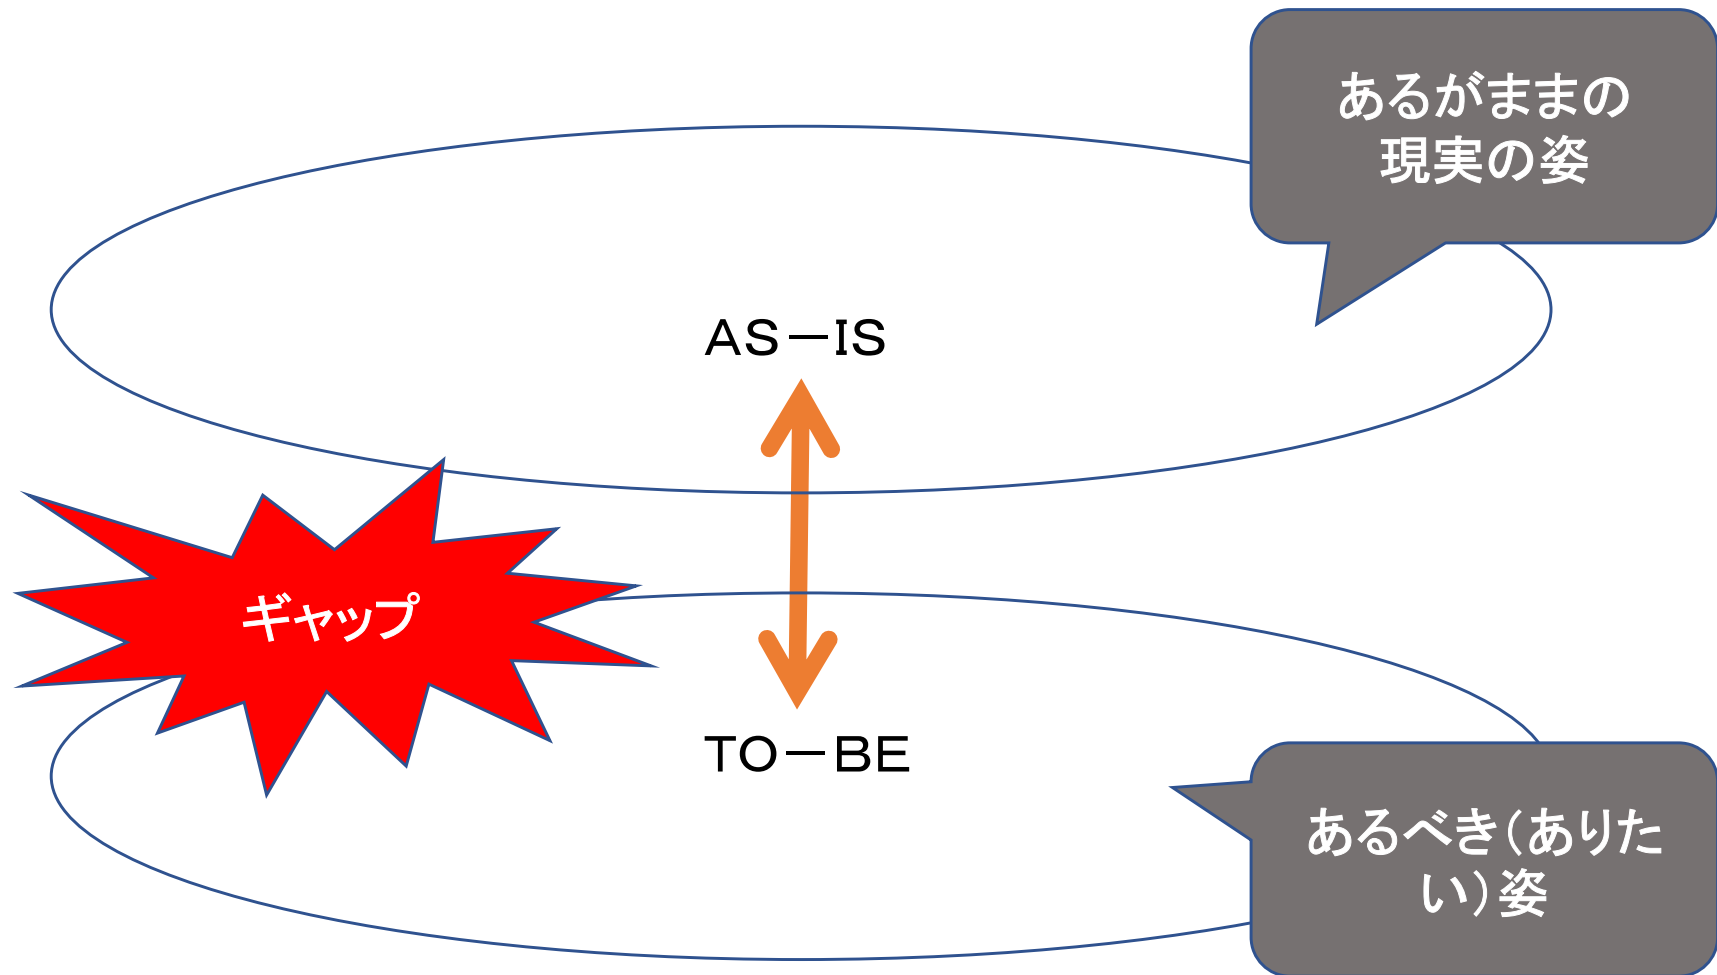 あるがままの
現実の姿
AS－IS
ギャップ
TO－BE
あるべき（ありた
い）姿